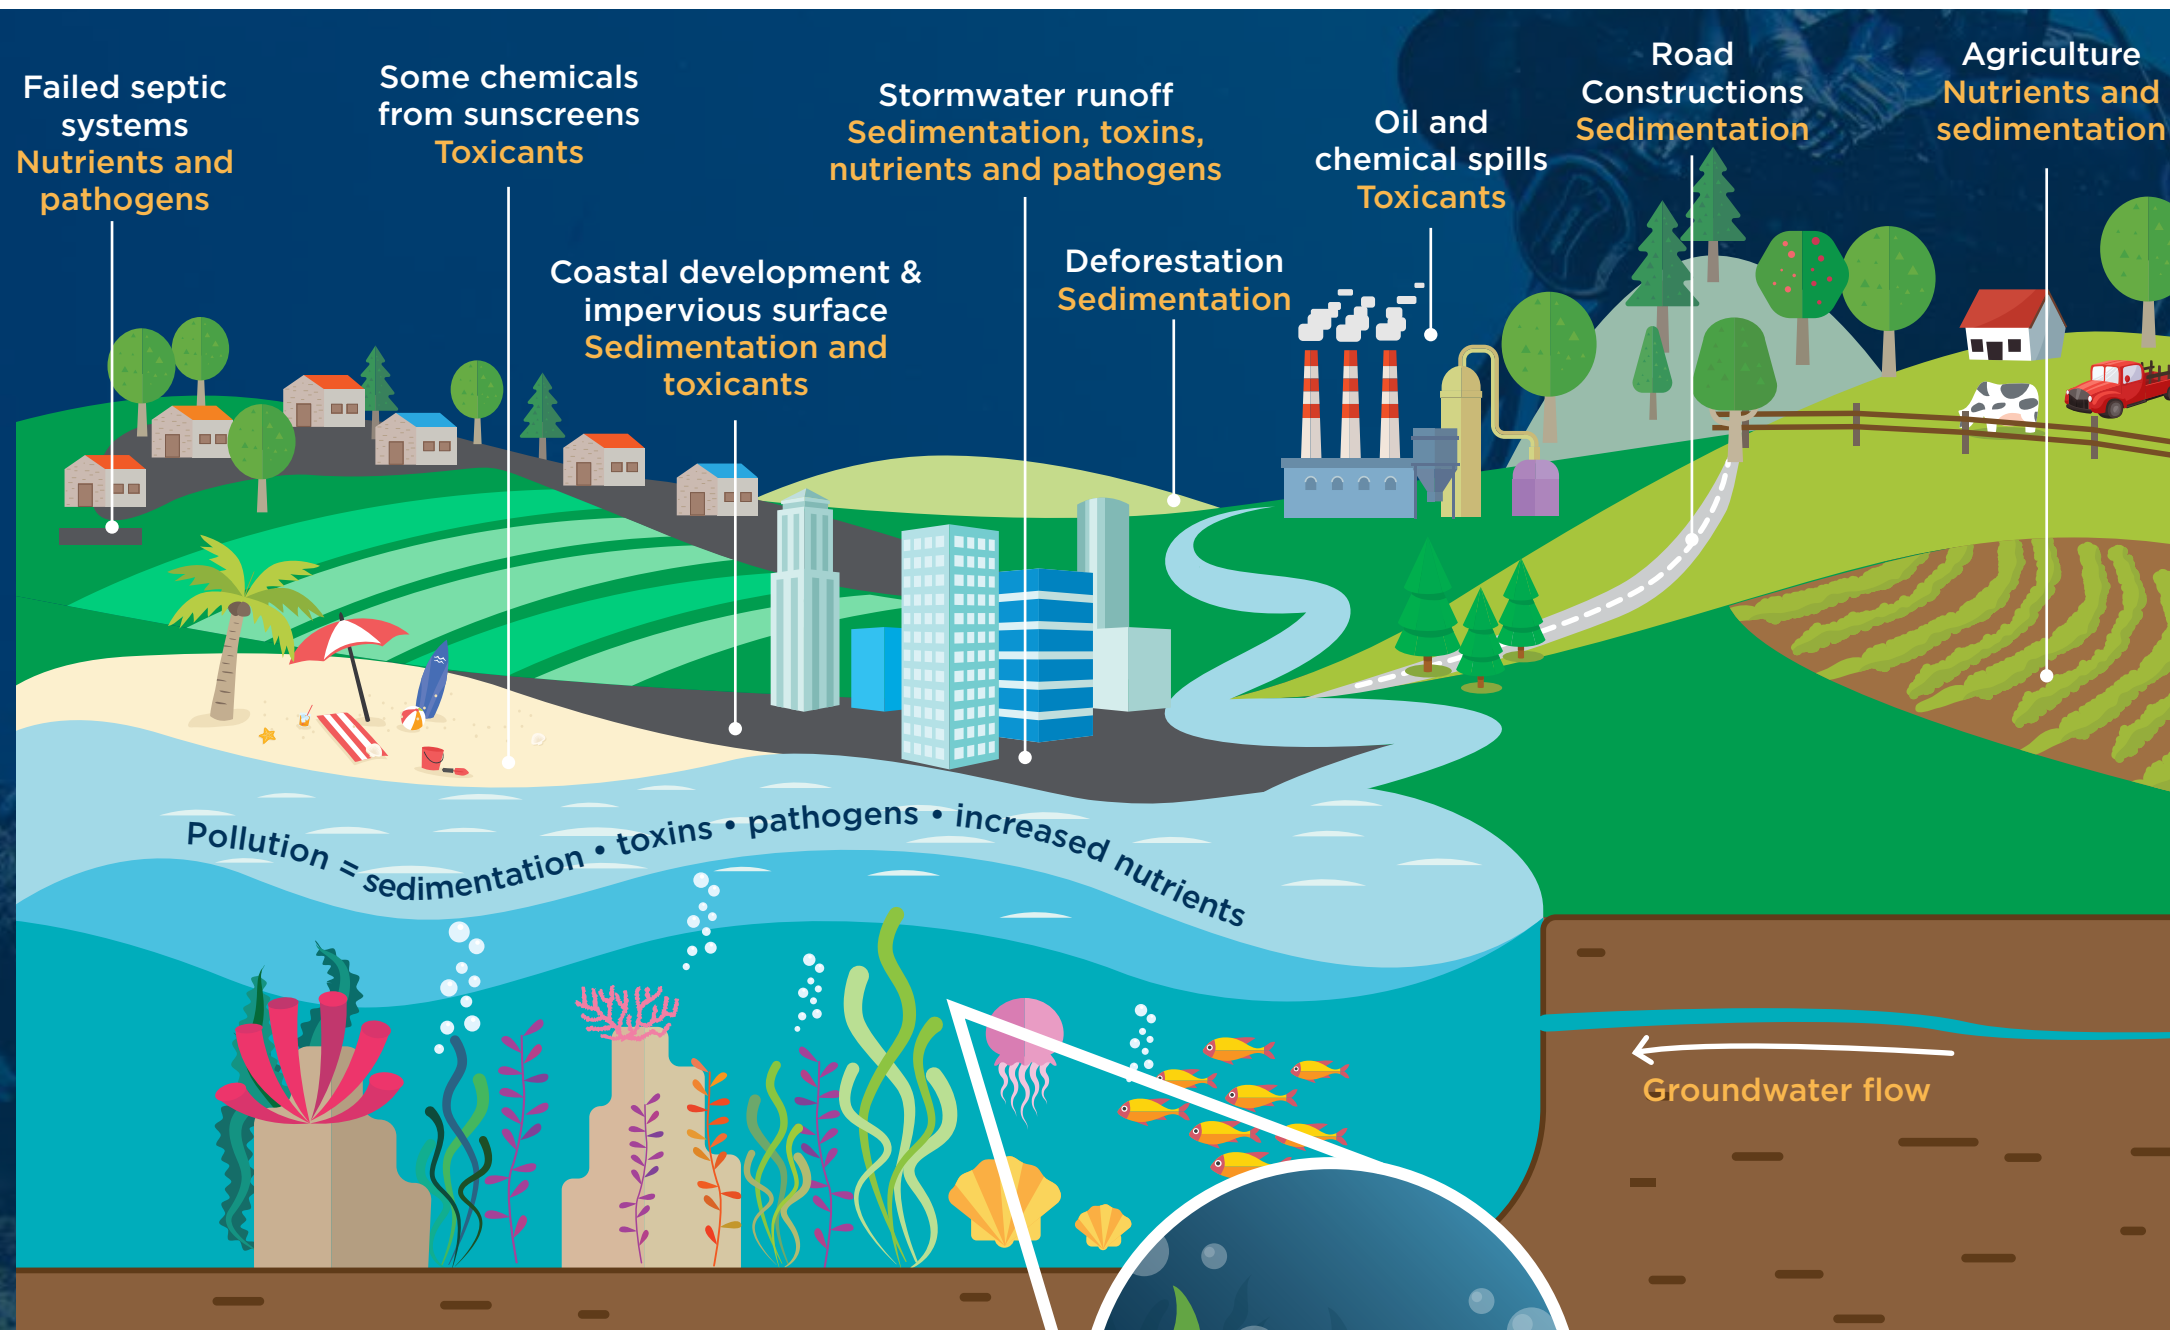 Failed septic
systems
Nutrients and
pathogens
Some chemicals
from sunscreens
Toxicants
Coastal development &
impervious surface
Sedimentation and
toxicants
Stormwater runoff
Sedimentation, toxins,
nutrients and pathogens
Deforestation
Sedimentation
Oil and
chemical spills
Toxicants
Road
Constructions
Sedimentation
Agriculture
Nutrients and
sedimentation
Pollution = sedimentation • toxins • pathogens • increased nutrients
Groundwater flow